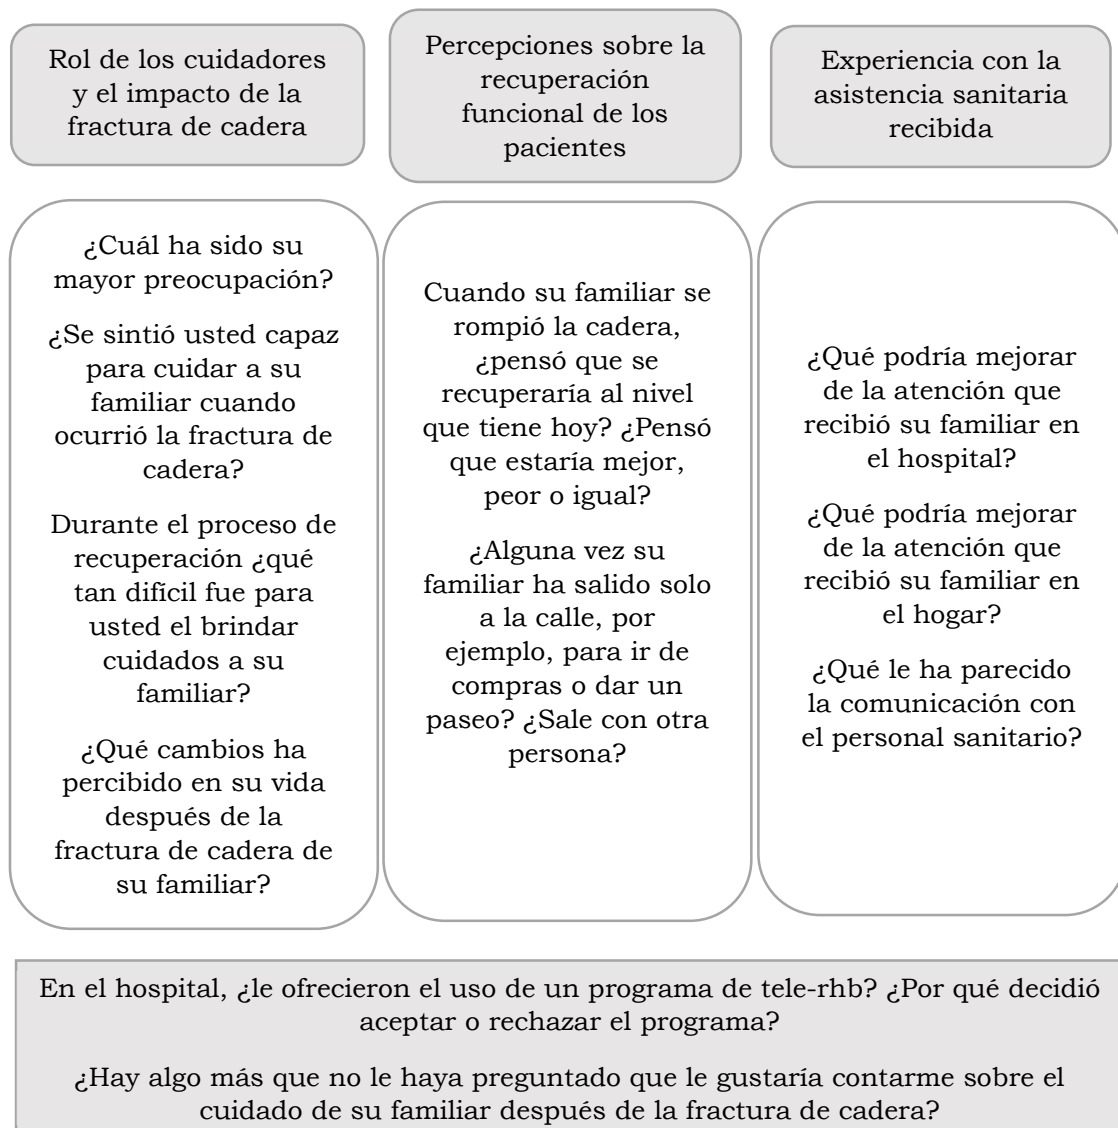 Rol de los cuidadores
y el impacto de la
fractura de cadera
Percepciones sobre la
recuperación
funcional de los
pacientes
Experiencia con la
asistencia sanitaria
recibida
¿Cuál ha sido su
mayor preocupación?
¿Se sintió usted capaz
para cuidar a su
familiar cuando
ocurrió la fractura de
cadera?
Durante el proceso de
recuperación ¿qué
tan difícil fue para
usted el brindar
cuidados a su
familiar?
¿Qué cambios ha
percibido en su vida
después de la
fractura de cadera de
su familiar?
Cuando su familiar se
rompió la cadera,
¿pensó que se
recuperaría al nivel
que tiene hoy? ¿Pensó
que estaría mejor,
peor o igual?
¿Alguna vez su
familiar ha salido solo
a la calle, por
ejemplo, para ir de
compras o dar un
paseo? ¿Sale con otra
persona?
¿Qué podría mejorar
de la atención que
recibió su familiar en
el hospital?
¿Qué podría mejorar
de la atención que
recibió su familiar en
el hogar?
¿Qué le ha parecido
la comunicación con
el personal sanitario?
En el hospital, ¿le ofrecieron el uso de un programa de tele-rhb? ¿Por qué decidió
aceptar o rechazar el programa?
¿Hay algo más que no le haya preguntado que le gustaría contarme sobre el
cuidado de su familiar después de la fractura de cadera?